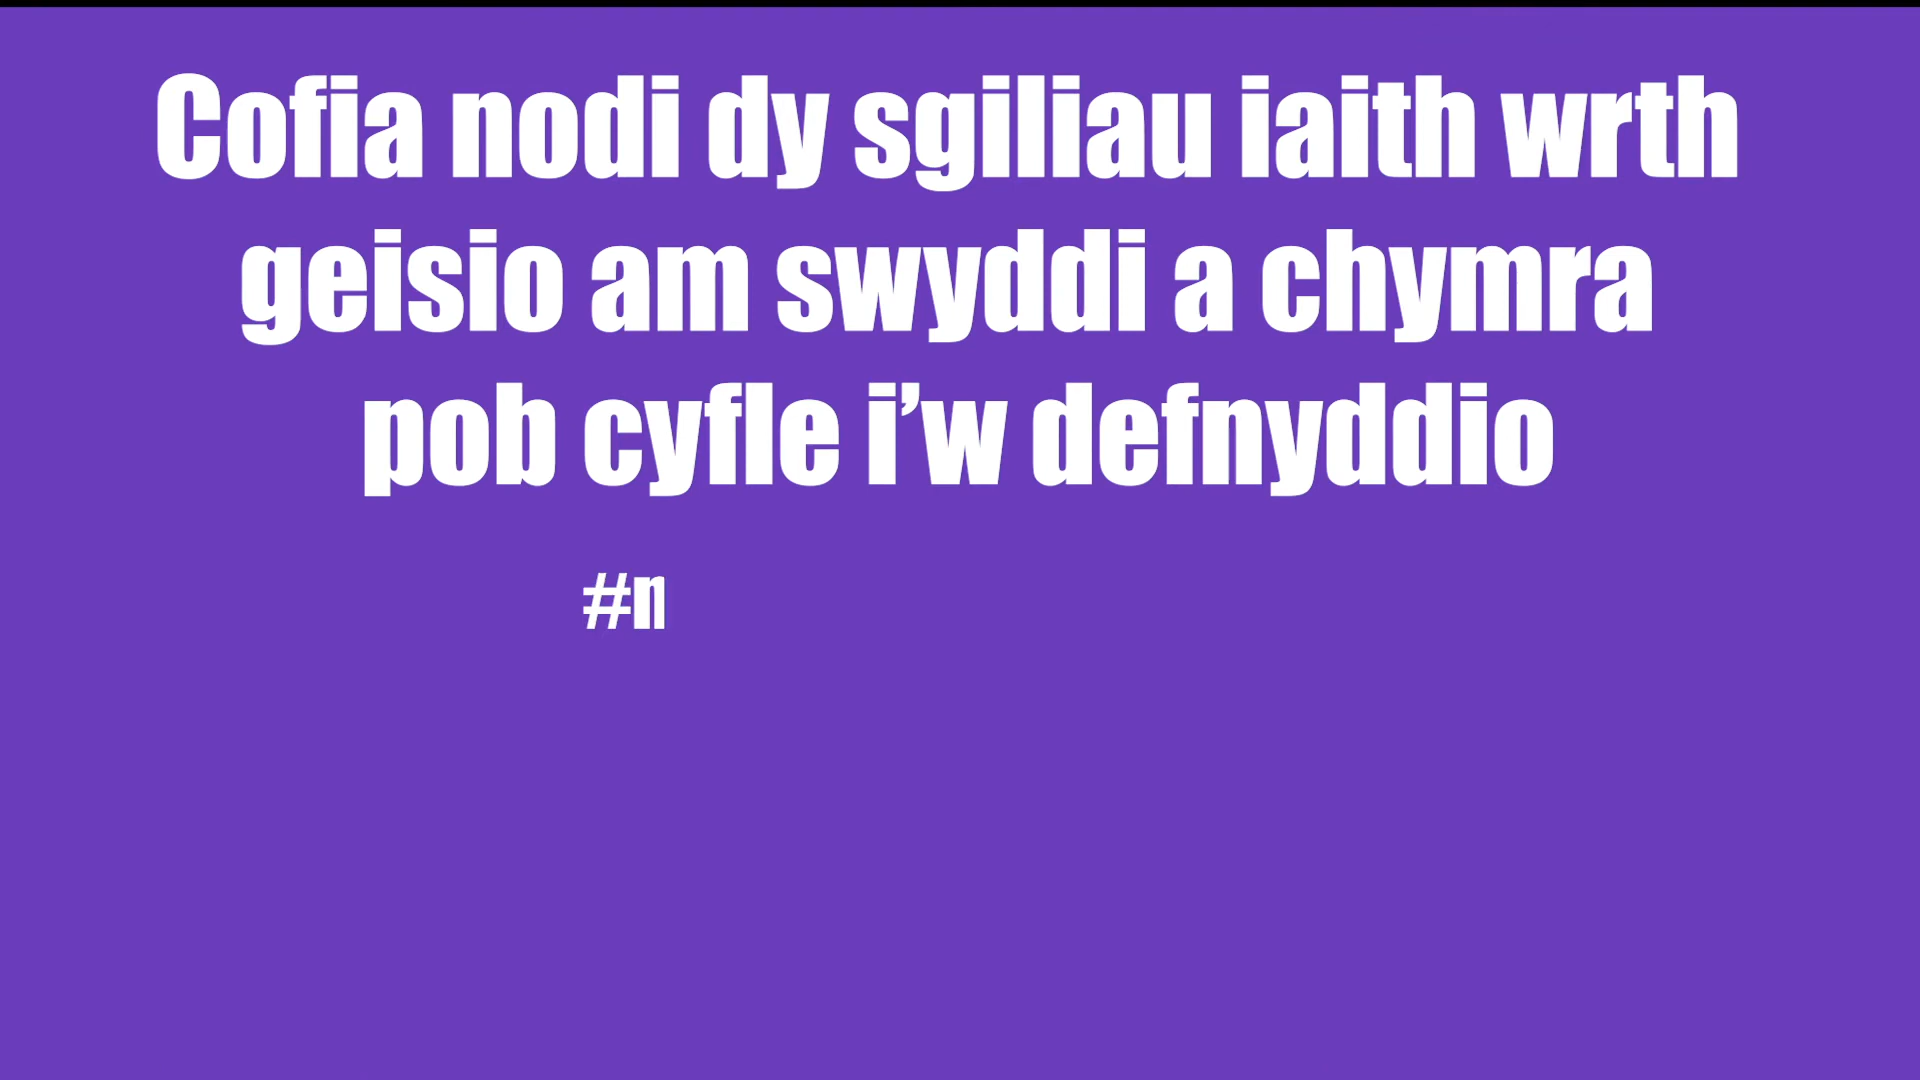 Cofia nodi dy sgiliau iaith wrth
geisio am swyddi a chymra
pob cyfle i’w defnyddio
#n